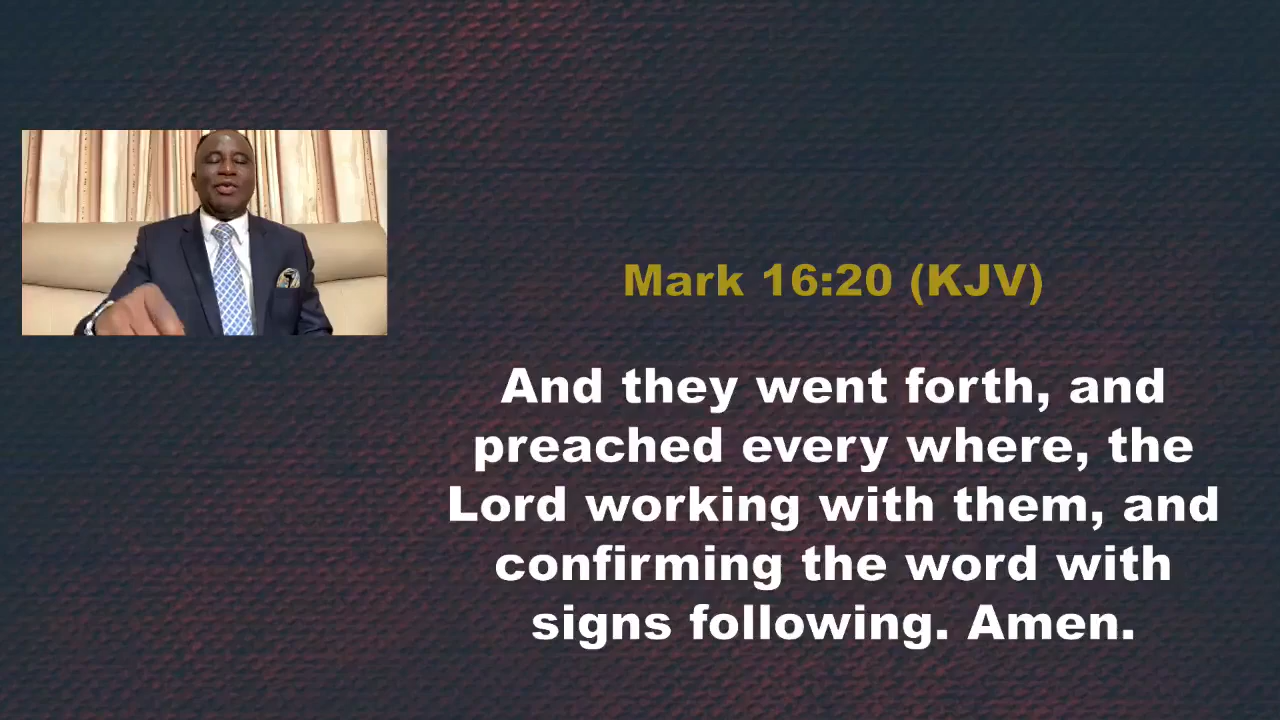 Mark 16:20 (KJV)
And they went forth, and
preached every where, the
Lord working with them, and
confirming the word with
signs following. Amen.